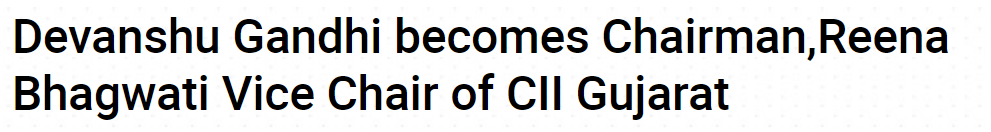 Devanshu Gandhi becomes Chairman,Reena
Bhagwati Vice Chair of CII Gujarat